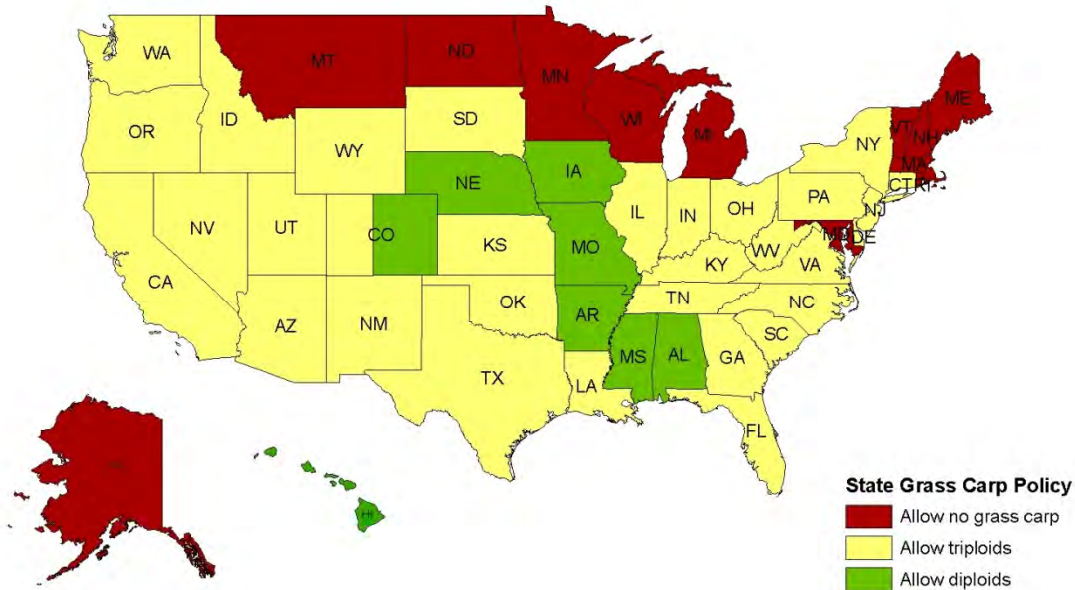 WA
MT
ND
MN
ME
OR
ID
SD
WI
MI
VT
NH
NY
WY
MA
CT
RI
NE
IA
PA
NJ
NV
UT
CO
IL
IN
OH
MD
DE
KS
MO
WV
VA
CA
KY
AZ
NM
OK
AR
TN
NC
SC
TX
LA
MS
AL
GA
FL
HI
State Grass Carp Policy
Allow no grass carp
Allow triploids
Allow diploids